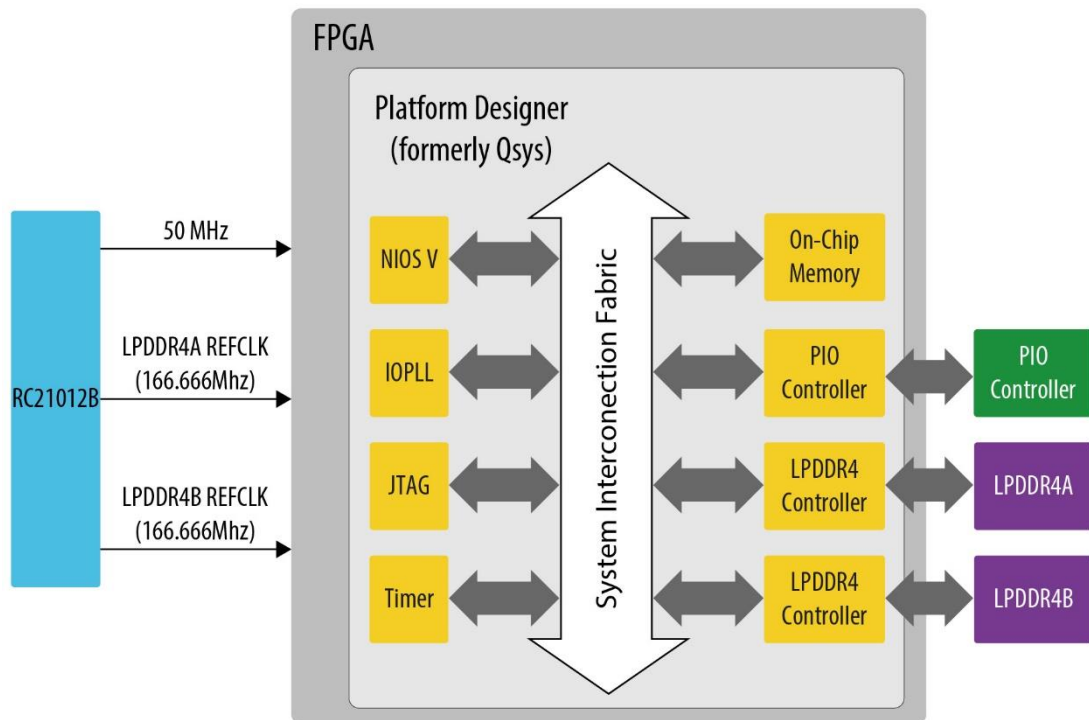 FPGA
Platform Designer
(formerly Qsys)
RC21012B
50 MHz
LPDDR4A REFCLK
(166.666Mhz)
LPDDR4B REFCLK
(166.666Mhz)
NIOS V
IOPLL
JTAG
Timer
System Interconection Fabric
On-Chip
Memory
PIO
Controller
LPDDR4
Controller
LPDDR4
Controller
PIO
Controller
LPDDR4A
LPDDR4B